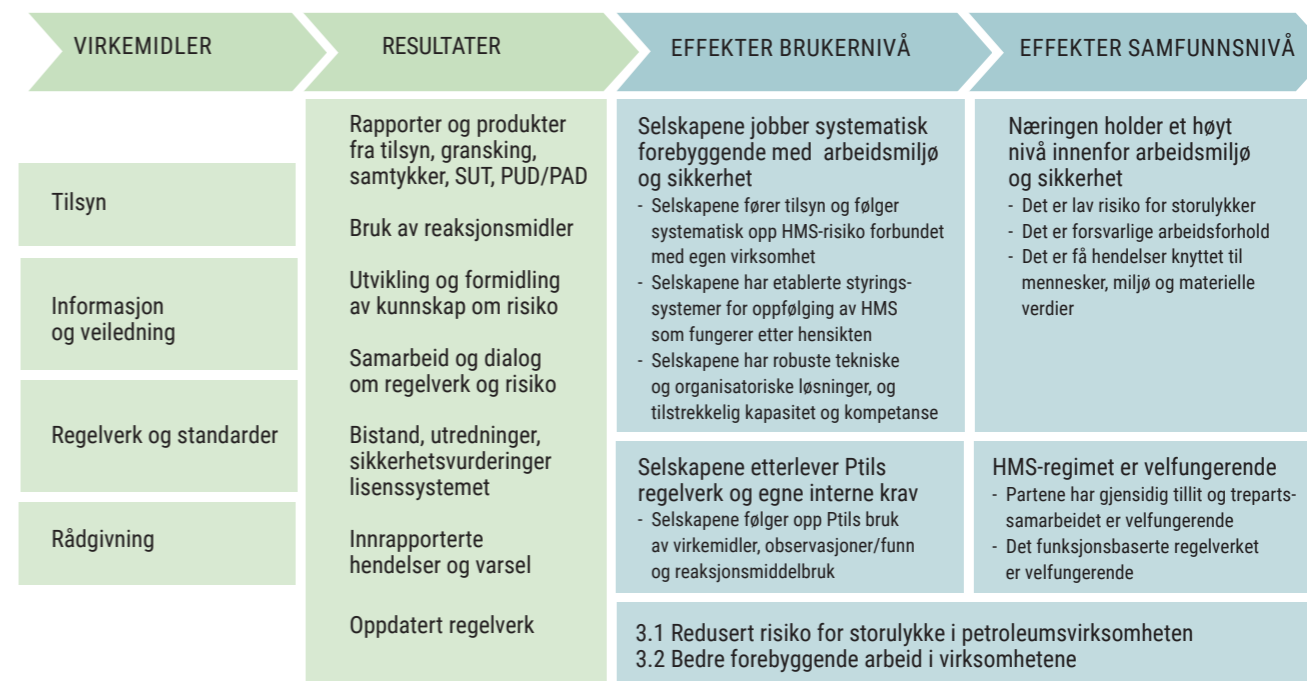 VIRKEMIDLER
RESULTATER
EFFEKTER BRUKERNIVÅ
EFFEKTER SAMFUNNSNIVÅ
Tilsyn
Informasjon
og veiledning
Regelverk og standarder
Rådgivning
Rapporter og produkter
fra tilsyn, gransking,
samtykker, SUT, PUD/PAD
Bruk av reaksjonsmidler
Utvikling og formidling
av kunnskap om risiko
Samarbeid og dialog
om regelverk og risiko
Bistand, utredninger,
sikkerhetsvurderinger
lisenssystemet
Innrapporterte
hendelser og varsel
Oppdatert regelverk
Selskapene jobber systematisk
forebyggende med arbeidsmiljø
og sikkerhet
- Selskapene fører tilsyn og følger
systematisk opp HMS-risiko forbundet
med egen virksomhet
- Selskapene har etablerte styrings-
systemer for oppfølging av HMS
som fungerer etter hensikten
- Selskapene har robuste tekniske
og organisatoriske løsninger, og
tilstrekkelig kapasitet og kompetanse
Selskapene etterlever Ptils
regelverk og egne interne krav
- Selskapene følger opp Ptils bruk
av virkemidler, observasjoner/funn
og reaksjonsmiddelbruk
Næringen holder et høyt
nivå innenfor arbeidsmiljø
og sikkerhet
- Det er lav risiko for storulykker
- Det er forsvarlige arbeidsforhold
- Det er få hendelser knyttet til
mennesker, miljø og materielle
verdier
HMS-regimet er velfungerende
- Partene har gjensidig tillit og treparts-
samarbeidet er velfungerende
- Det funksjonsbaserte regelverket
er velfungerende
3.1 Redusert risiko for storulykke i petroleumsvirksomheten
3.2 Bedre forebyggende arbeid i virksomhetene